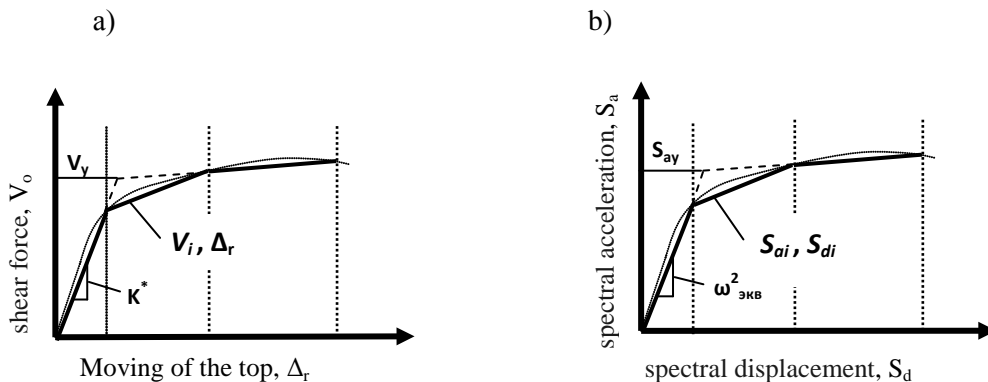 a)
shear force, V₀
V_y
V_i , Δ_r
K*
Moving of the top, Δ_r
b)
spectral acceleration, S_a
S_ay
S_ai , S_di
ω²_экв
spectral displacement, S_d